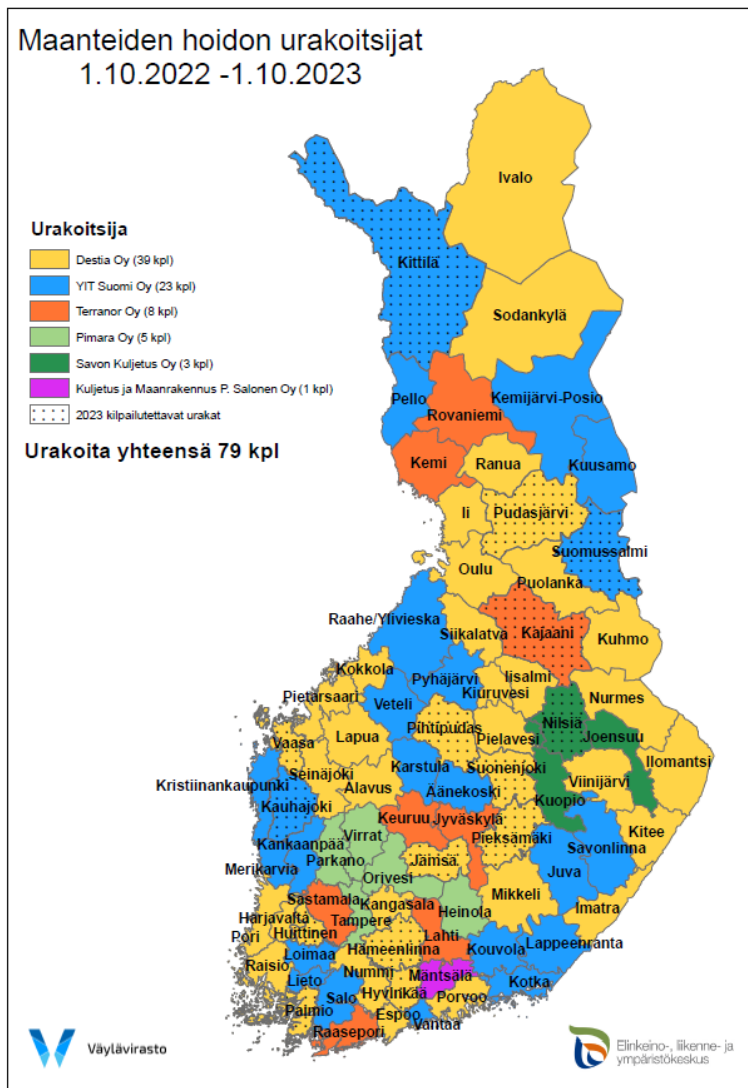 Maanteiden hoidon urakoitsijat
1.10.2022 -1.10.2023
Urakoitsija
Destia Oy (39 kpl)
YIT Suomi Oy (23 kpl)
Terranor Oy (8 kpl)
Pimara Oy (5 kpl)
Savon Kuljetus Oy (3 kpl)
Kuljetus ja Maanrakennus P. Salonen Oy (1 kpl)
2023 kilpailutettavat urakat
Urakoita yhteensä 79 kpl
Ivalo
Kittilä
Sodankylä
Pello
Kemijärvi-Posio
Rovaniemi
Kemi
Ranua
Kuusamo
Ii
Pudasjärvi
Suomussalmi
Oulu
Puolanka
Raahe/Ylivieska
Siikalatva
Kajaani
Kuhmo
Kokkola
Pyhäjärvi
Iisalmi
Kiuruvesi
Nurmes
Pietarsaari
Veteli
Pihtipudas
Nilsiä
Vaasa
Lapua
Pielavesi
Joensuu
Ilomantsi
Seinäjoki
Karstula
Suonenjoki
Viinijärvi
Kristiinankaupunki
Alavus
Äänekoski
Kuopio
Kauhajoki
Keuruu
Jyväskylä
Kitee
Virrat
Pieksämäki
Savonlinna
Kankaanpää
Parkano
Jämsä
Merikarvia
Orivesi
Juva
Mikkeli
Imatra
Sastamala
Kangasala
Heinola
Harjavalta
Tampere
Huittinen
Pori
Lahti
Lappeenranta
Hämeenlinna
Kouvola
Loimaa
Raisio
Nummi
Mäntsälä
Lieto
Kotka
Salo
Hyvinkää
Porvoo
Paimio
Espoo
Vantaa
Raasepori
Väylävirasto
Elinkeino-, liikenne- ja
ympäristökeskus